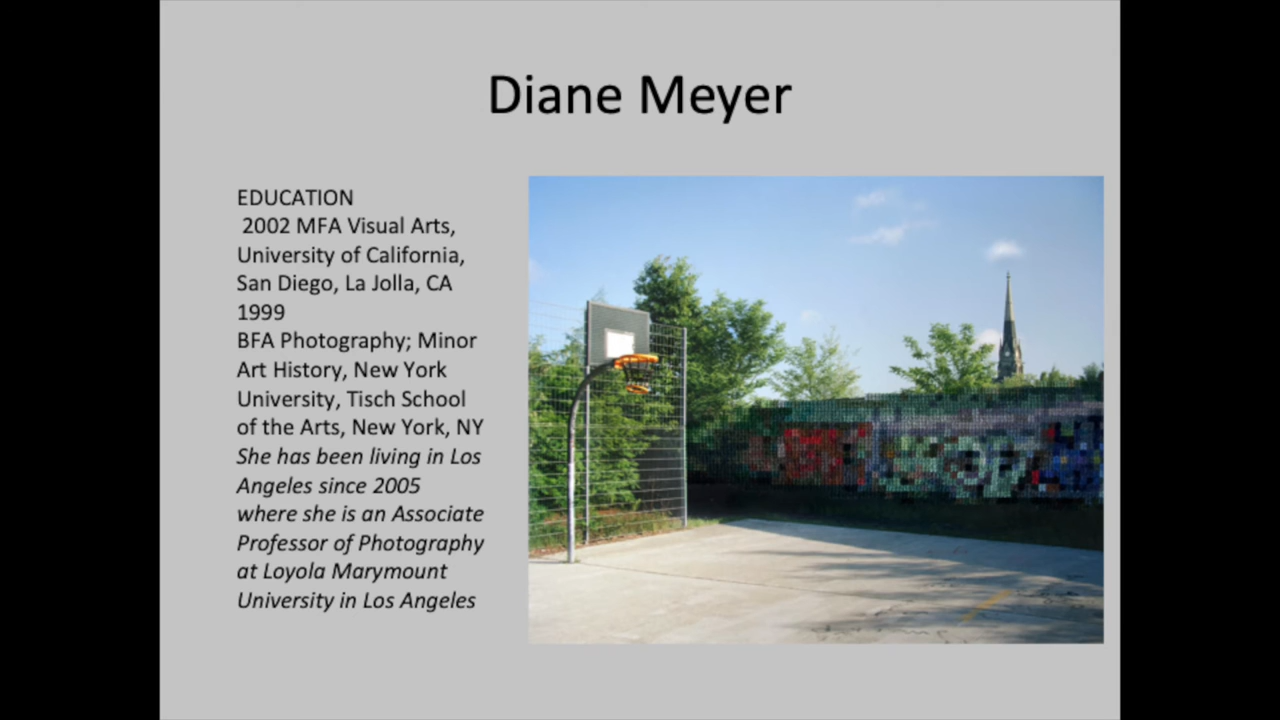 Diane Meyer
EDUCATION
2002 MFA Visual Arts,
University of California,
San Diego, La Jolla, CA
1999
BFA Photography; Minor
Art History, New York
University, Tisch School
of the Arts, New York, NY
She has been living in Los
Angeles since 2005
where she is an Associate
Professor of Photography
at Loyola Marymount
University in Los Angeles